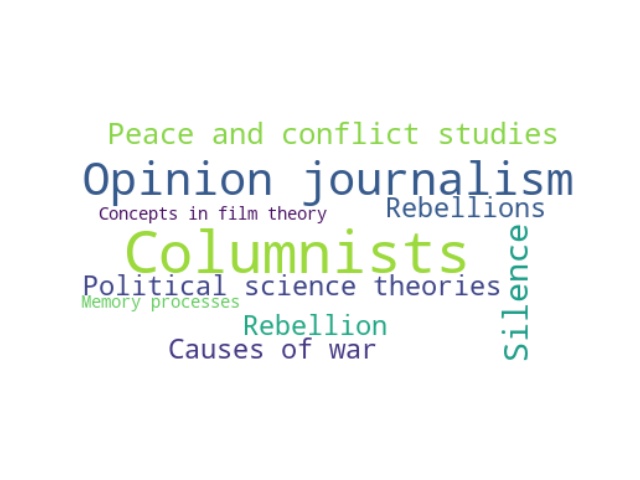 Peace and conflict studies
Opinion journalism
Concepts in film theory
Rebellions
Columnists
Silence
Political science theories
Memory processes
Rebellion
Causes of war